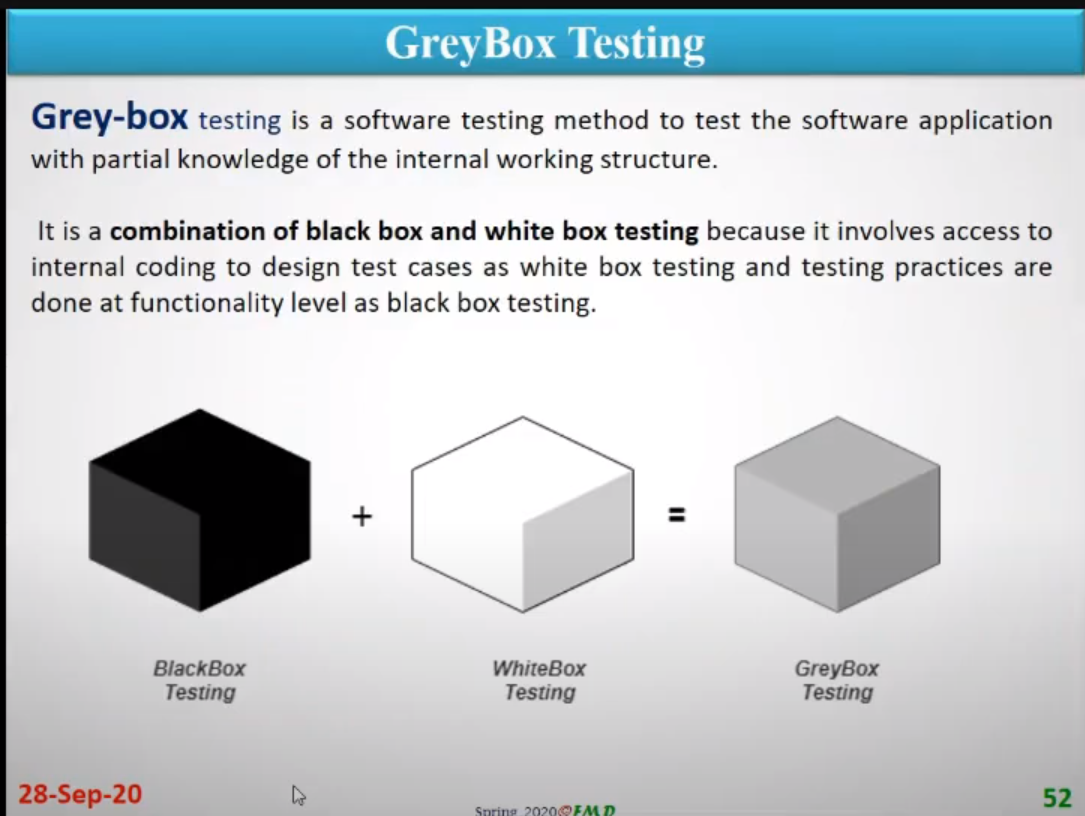 GreyBox Testing
Grey-box testing is a software testing method to test the software application
with partial knowledge of the internal working structure.
It is a combination of black box and white box testing because it involves access to
internal coding to design test cases as white box testing and testing practices are
done at functionality level as black box testing.
+ =
BlackBox WhiteBox GreyBox
Testing Testing Testing
28-Sep-20 Spring 2020©FMD 52